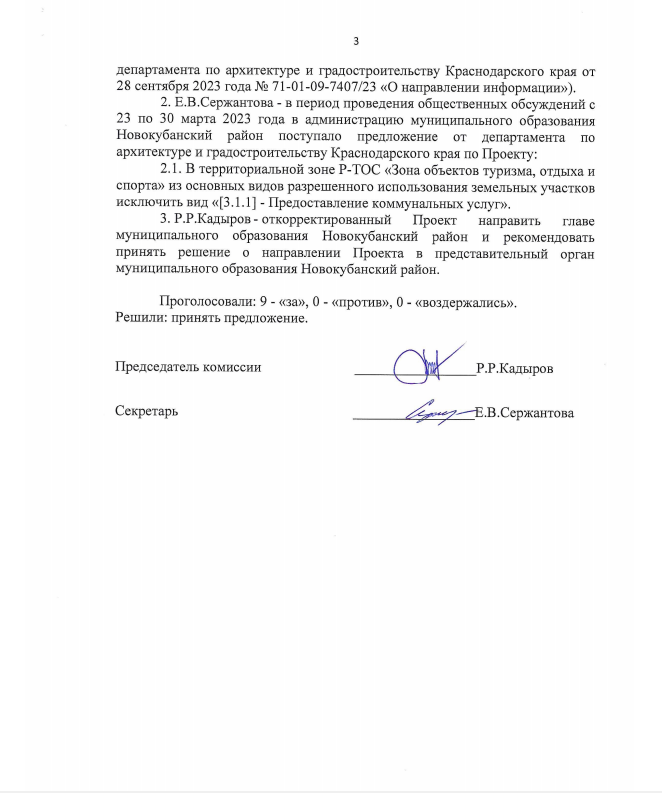 3
департамента по архитектуре и градостроительству Краснодарского края от
28 сентября 2023 года № 71-01-09-7407/23 «О направлении информации»).
2. Е.В.Сержантова - в период проведения общественных обсуждений с
23 по 30 марта 2023 года в администрацию муниципального образования
Новокубанский район поступало предложение от департамента по
архитектуре и градостроительству Краснодарского края по Проекту:
2.1. В территориальной зоне Р-ТОС «Зона объектов туризма, отдыха и
спорта» из основных видов разрешенного использования земельных участков
исключить вид «[3.1.1] - Предоставление коммунальных услуг».
3. Р.Р.Кадыров - откорректированный Проект направить главе
муниципального образования Новокубанский район и рекомендовать
принять решение о направлении Проекта в представительный орган
муниципального образования Новокубанский район.
Проголосовали: 9 - «за», 0 - «против», 0 - «воздержались».
Решили: принять предложение.
Председатель комиссии Р.Р.Кадыров
Секретарь Е.В.Сержантова